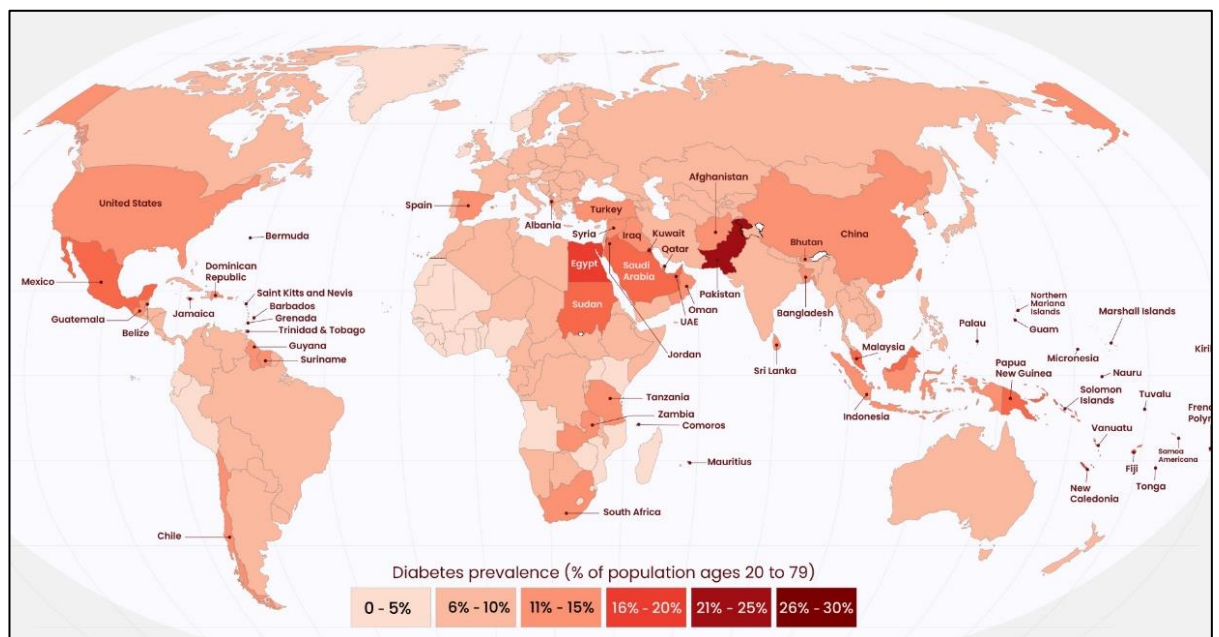 United States
Bermuda
Mexico
Dominican
Republic
Saint Kitts and Nevis
Barbados
Grenada
Trinidad & Tobago
Jamaica
Guatemala
Belize
Guyana
Suriname
Chile
Spain
Albania
Turkey
Syria
Iraq
Kuwait
Qatar
Egypt
Saudi
Arabia
Sudan
Oman
UAE
Jordan
Afghanistan
Pakistan
Bhutan
China
Bangladesh
Sri Lanka
Malaysia
Indonesia
Tanzania
Zambia
Comoros
Mauritius
South Africa
Palau
Northern
Mariana
Islands
Guam
Marshall Islands
Micronesia
Papua
New Guinea
Nauru
Kiri
Solomon
Islands
Tuvalu
Fren
Polyn
Vanuatu
Samoa
Americana
Fiji
Tonga
New
Caledonia
Diabetes prevalence (% of population ages 20 to 79)
0 - 5%
6% - 10%
11% - 15%
16% - 20%
21% - 25%
26% - 30%